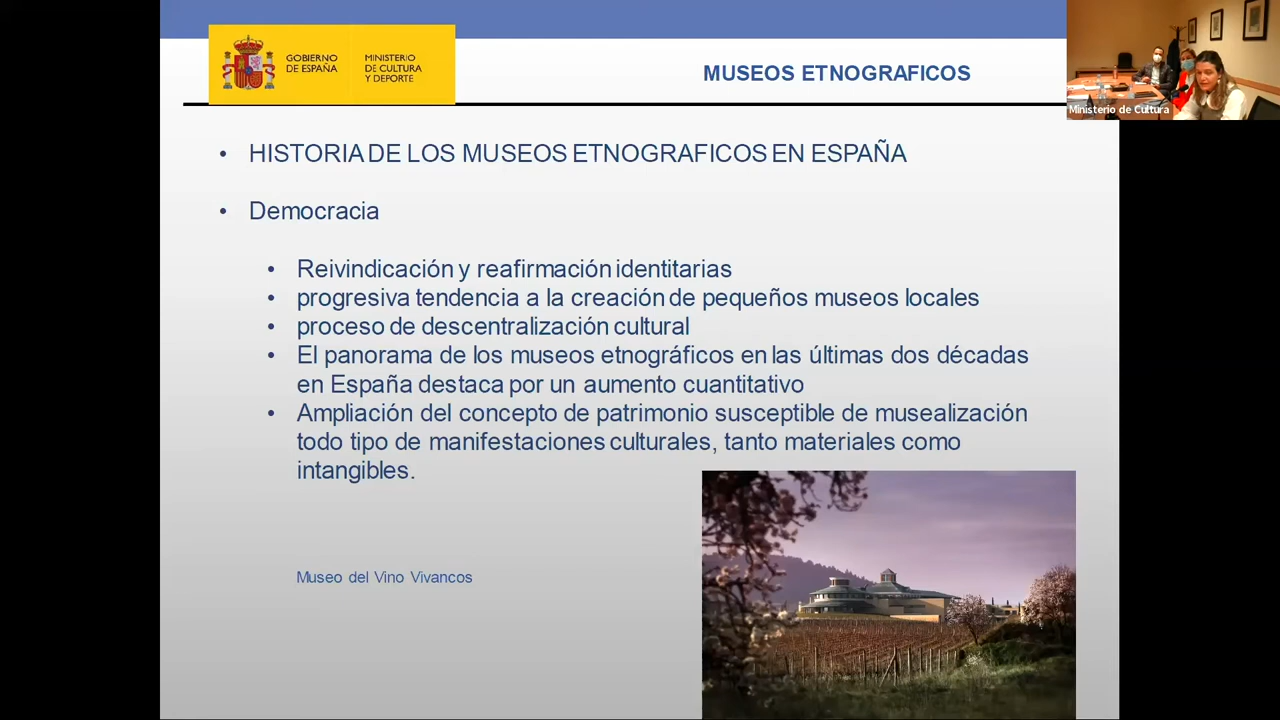 GOBIERNO
DE ESPAÑA
MINISTERIO
DE CULTURA
Y DEPORTE
MUSEOS ETNOGRAFICOS
Ministerio de Cultura
• HISTORIA DE LOS MUSEOS ETNOGRAFICOS EN ESPAÑA
• Democracia
• Reivindicación y reafirmación identitarias
• progresiva tendencia a la creación de pequeños museos locales
• proceso de descentralización cultural
• El panorama de los museos etnográficos en las últimas dos décadas
en España destaca por un aumento cuantitativo
• Ampliación del concepto de patrimonio susceptible de musealización
todo tipo de manifestaciones culturales, tanto materiales como
intangibles.
Museo del Vino Vivancos